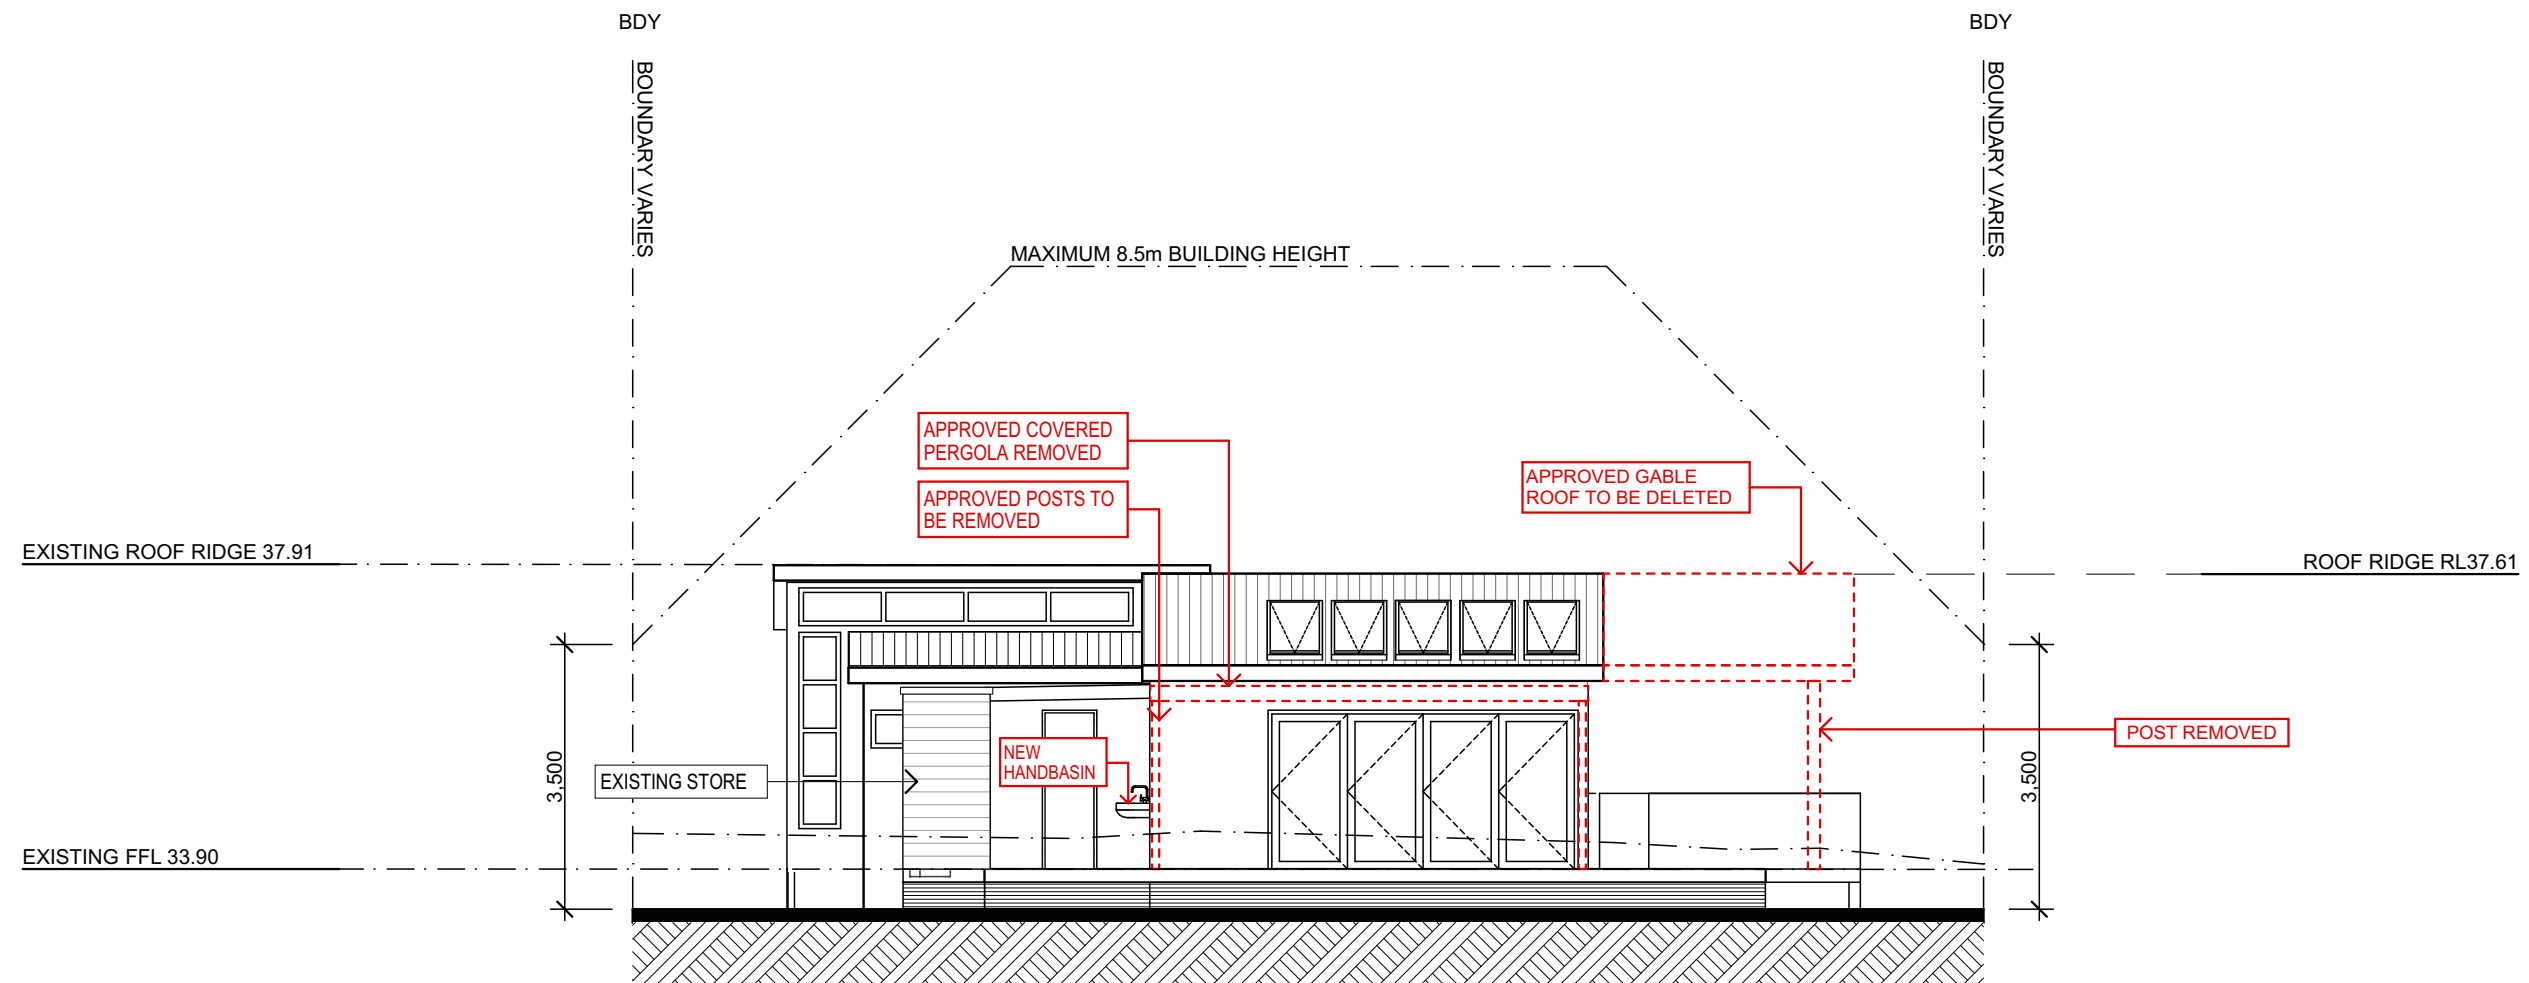 BDY
BDY
BOUNDARY VARIES
BOUNDARY VARIES
MAXIMUM 8.5m BUILDING HEIGHT
APPROVED COVERED
PERGOLA REMOVED
APPROVED POSTS TO
BE REMOVED
APPROVED GABLE
ROOF TO BE DELETED
EXISTING ROOF RIDGE 37.91
ROOF RIDGE RL37.61
POST REMOVED
NEW
HANDBASIN
EXISTING STORE
3,500
3,500
EXISTING FFL 33.90